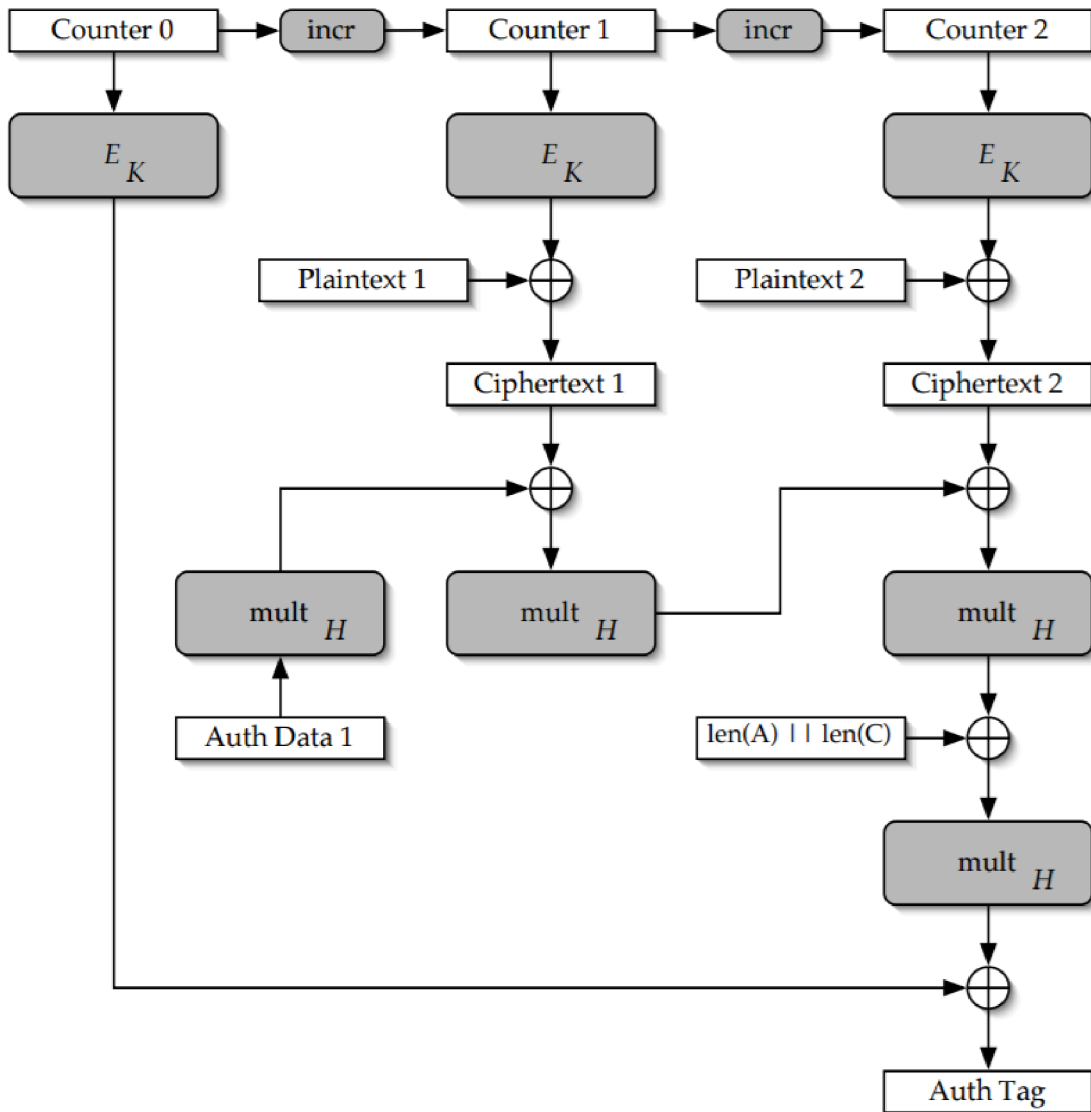 Counter 0
incr
Counter 1
incr
Counter 2
E K
E K
E K
Plaintext 1
Plaintext 2
Ciphertext 1
Ciphertext 2
mult H
mult H
mult H
Auth Data 1
len(A) | | len(C)
mult H
Auth Tag